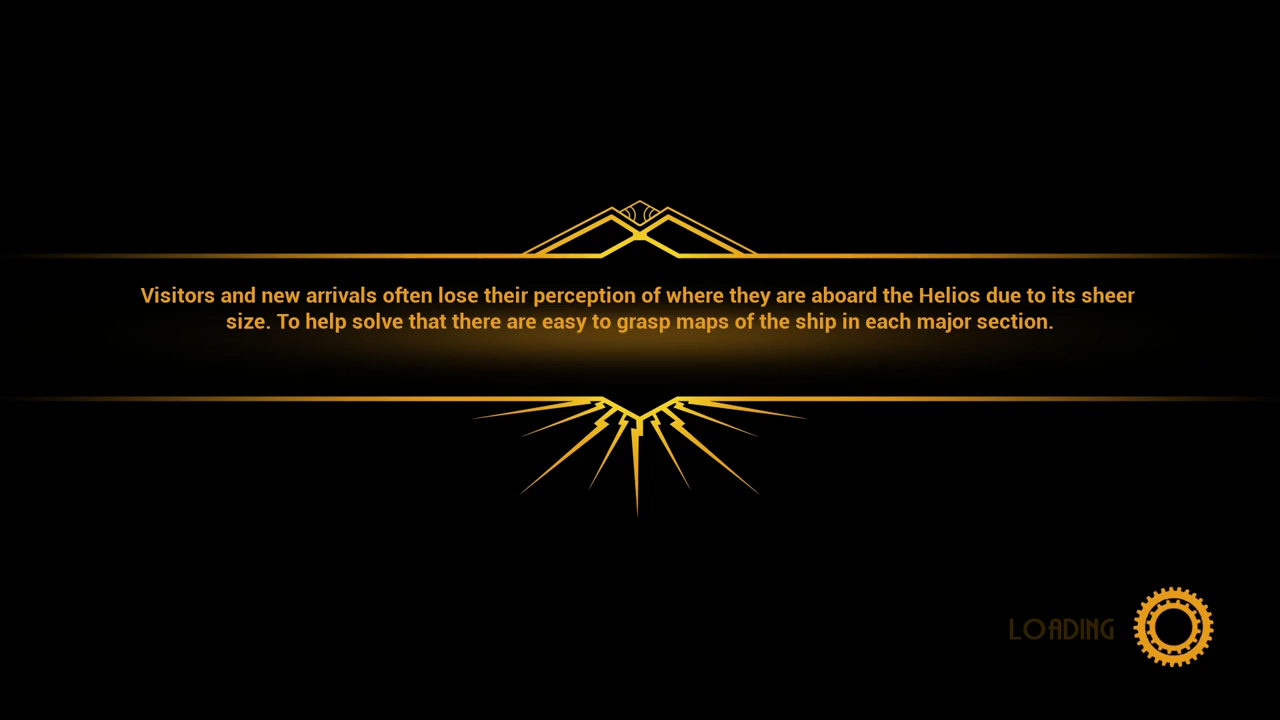 Visitors and new arrivals often lose their perception of where they are aboard the Helios due to its sheer
size. To help solve that there are easy to grasp maps of the ship in each major section.
LOADING